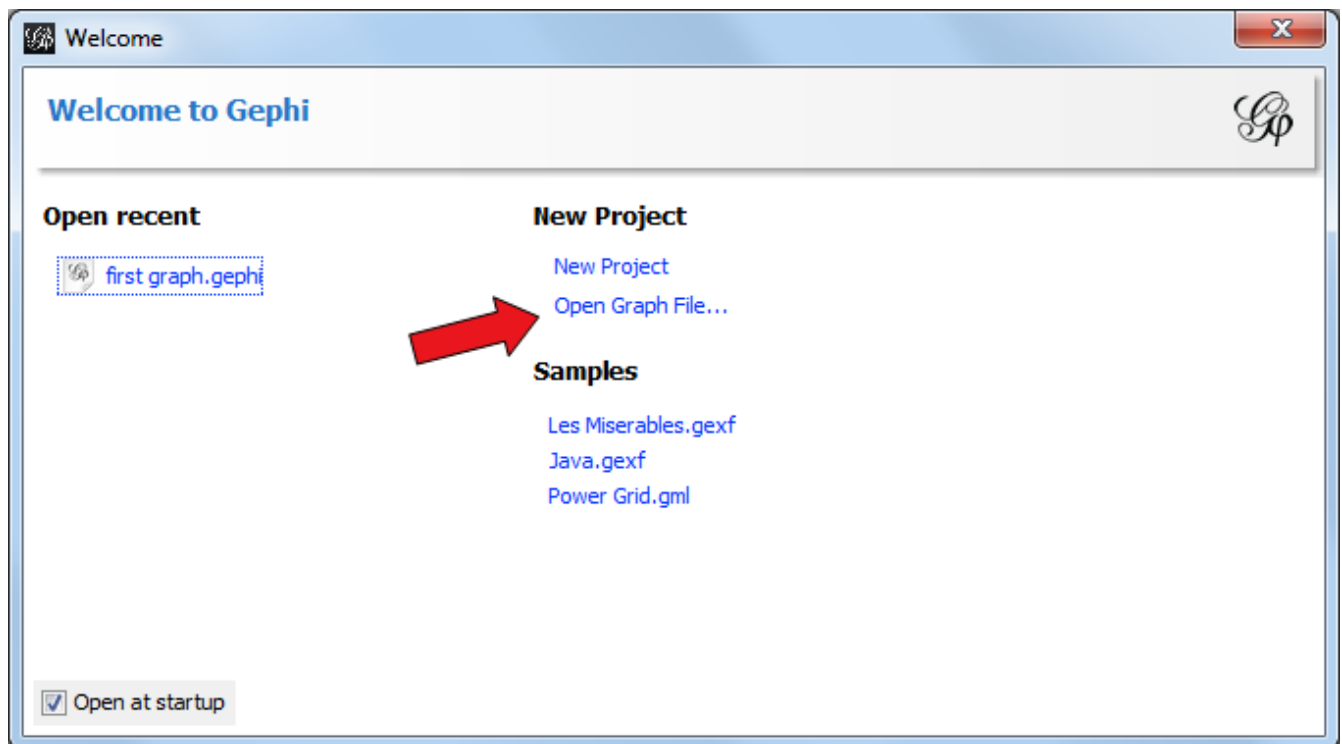 Welcome
Welcome to Gephi
Open recent
first graph.gephi
New Project
New Project
Open Graph File...
Samples
Les Miserables.gexf
Java.gexf
Power Grid.gml
Open at startup